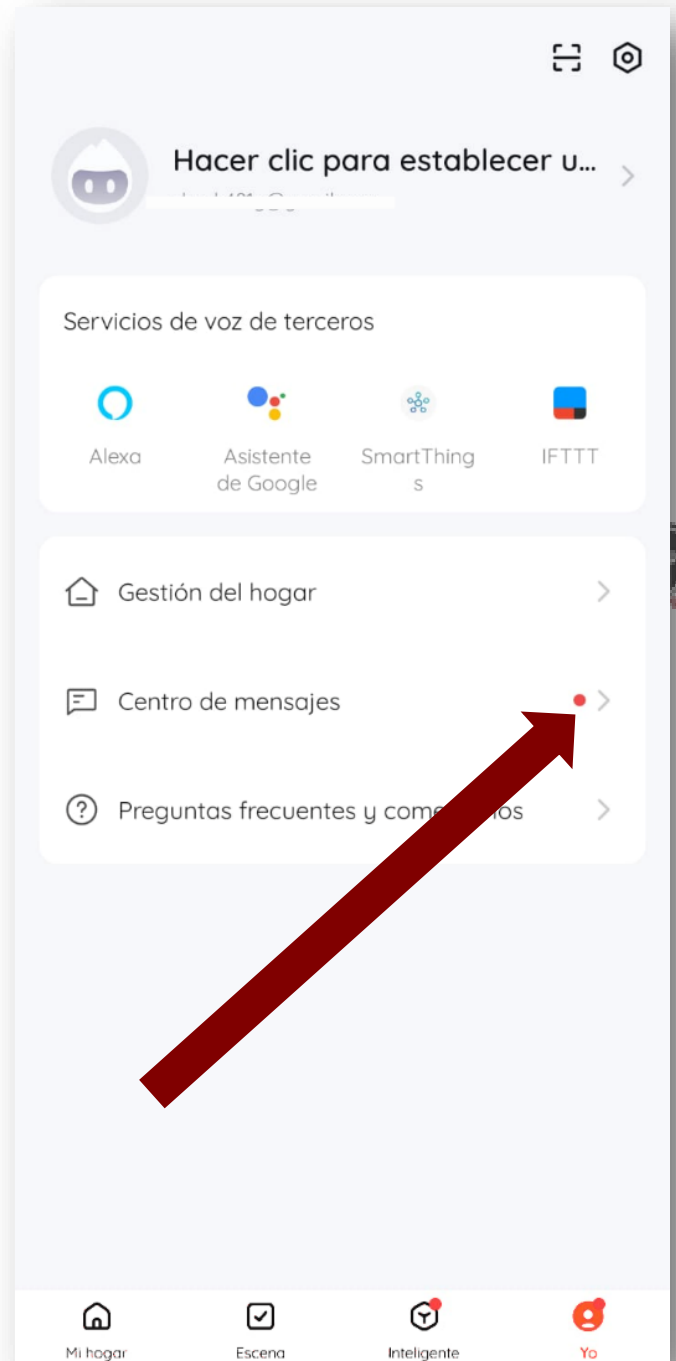 Hacer clic para establecer u...
Servicios de voz de terceros
Alexa
Asistente
de Google
SmartThing
s
IFTTT
Gestión del hogar
Centro de mensajes
Preguntas frecuentes y
Mi hogar
Escena
Inteligente
Yo